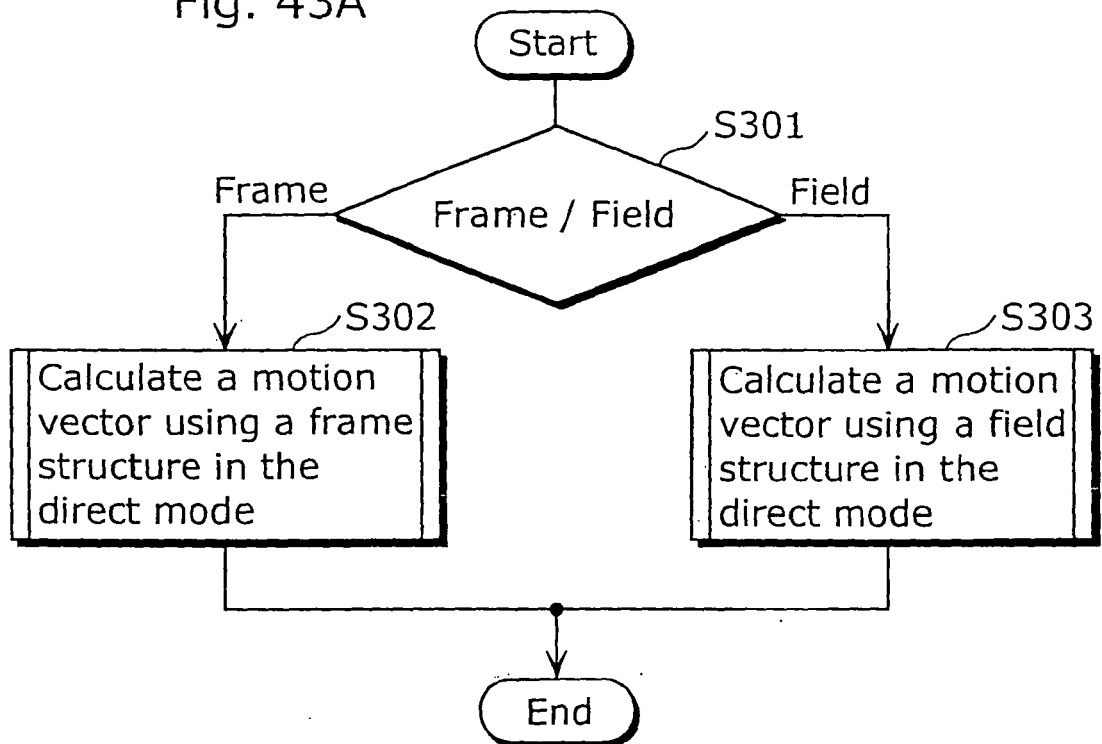 Fig. 43A
Start
S301
Frame
Frame / Field
Field
S302
S303
Calculate a motion
vector using a frame
structure in the
direct mode
Calculate a motion
vector using a field
structure in the
direct mode
End